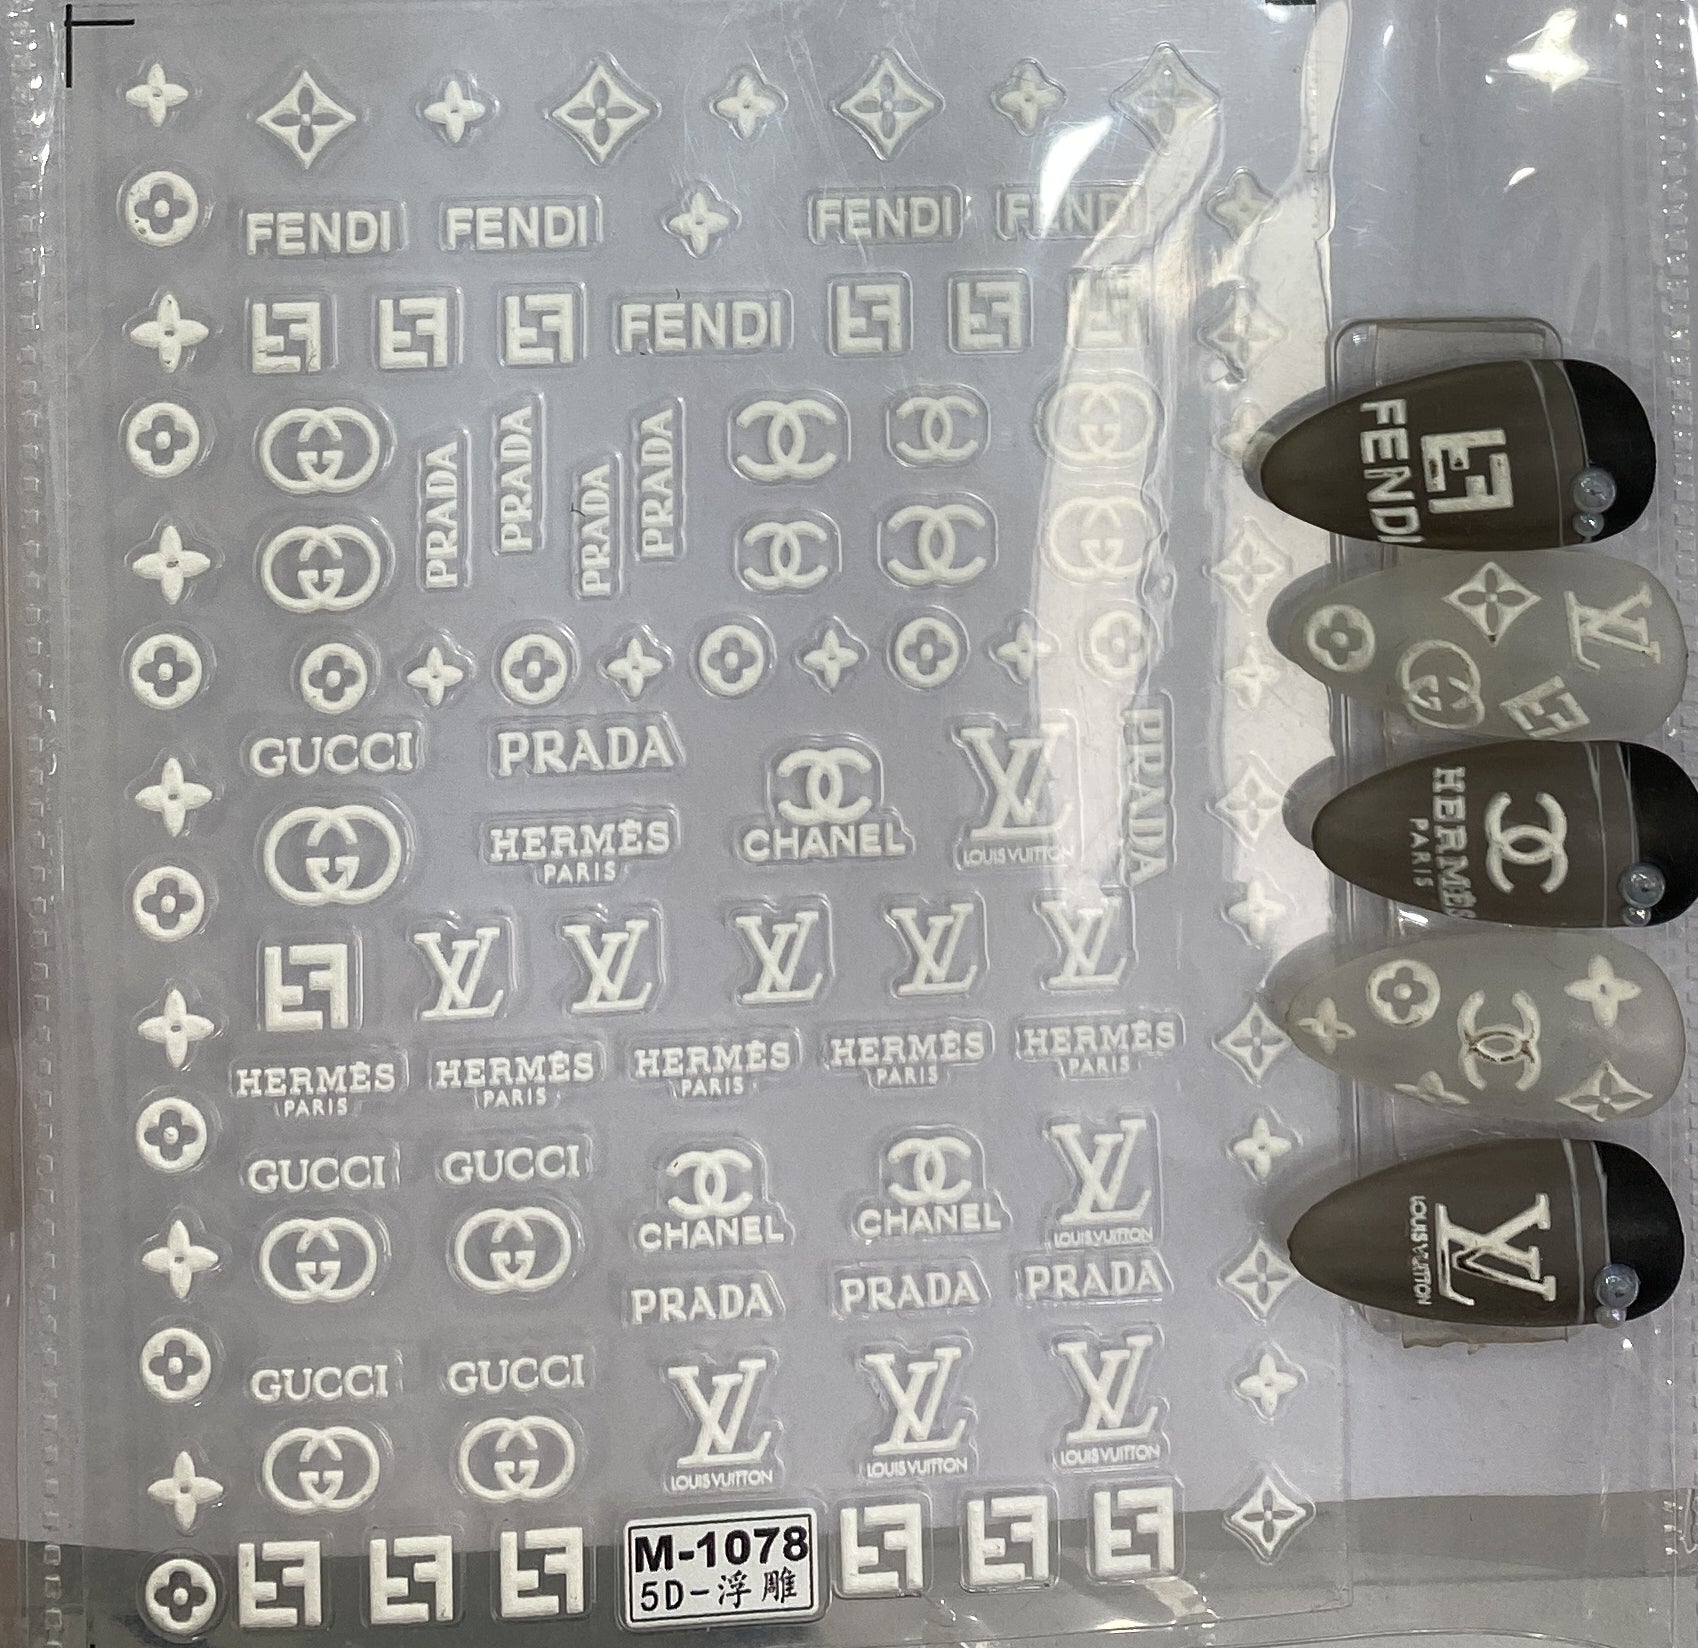 FENDI FENDI FENDI FENDI
FENDI
PRADA PRADA PRADA PRADA
GUCCI PRADA
PRADA
CHANEL
LOUIS VUITTON
HERMÈS
PARIS
HERMÈS HERMÈS HERMÈS HERMÈS HERMÈS
PARIS PARIS PARIS PARIS PARIS
GUCCI GUCCI
CHANEL CHANEL
LOUIS VUITTON
PRADA PRADA PRADA
GUCCI GUCCI
LOUIS VUITTON LOUIS VUITTON LOUIS VUITTON
M-1078
5D-浮雕
FENDI
LV
HERMÈS
PARIS
LV
LOUIS VUITTON